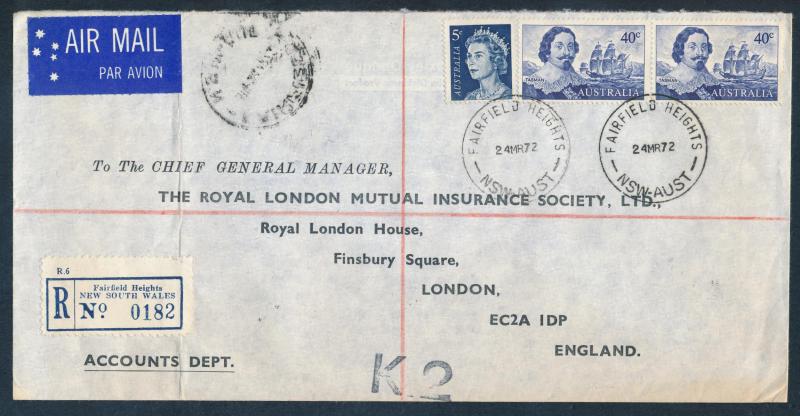 AIR MAIL
PAR AVION
5c
AUSTRALIA
40c
TASMAN
AUSTRALIA
40c
TASMAN
AUSTRALIA
FAIRFIELD HEIGHTS
24MR72
NSW-AUST
FAIRFIELD HEIGHTS
24MR72
NSW-AUST
To The CHIEF GENERAL MANAGER,
THE ROYAL LONDON MUTUAL INSURANCE SOCIETY, LTD.,
Royal London House,
Finsbury Square,
LONDON,
EC2A 1DP
ENGLAND.
R.6
Fairfield Heights
NEW SOUTH WALES
R No 0182
ACCOUNTS DEPT.
K2